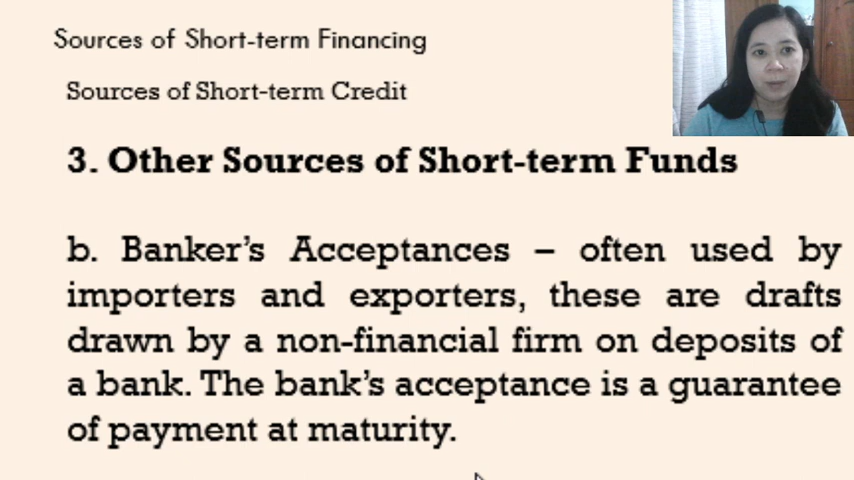 Sources of Short-term Financing
Sources of Short-term Credit
3. Other Sources of Short-term Funds
b. Banker's Acceptances – often used by
importers and exporters, these are drafts
drawn by a non-financial firm on deposits of
a bank. The bank's acceptance is a guarantee
of payment at maturity.